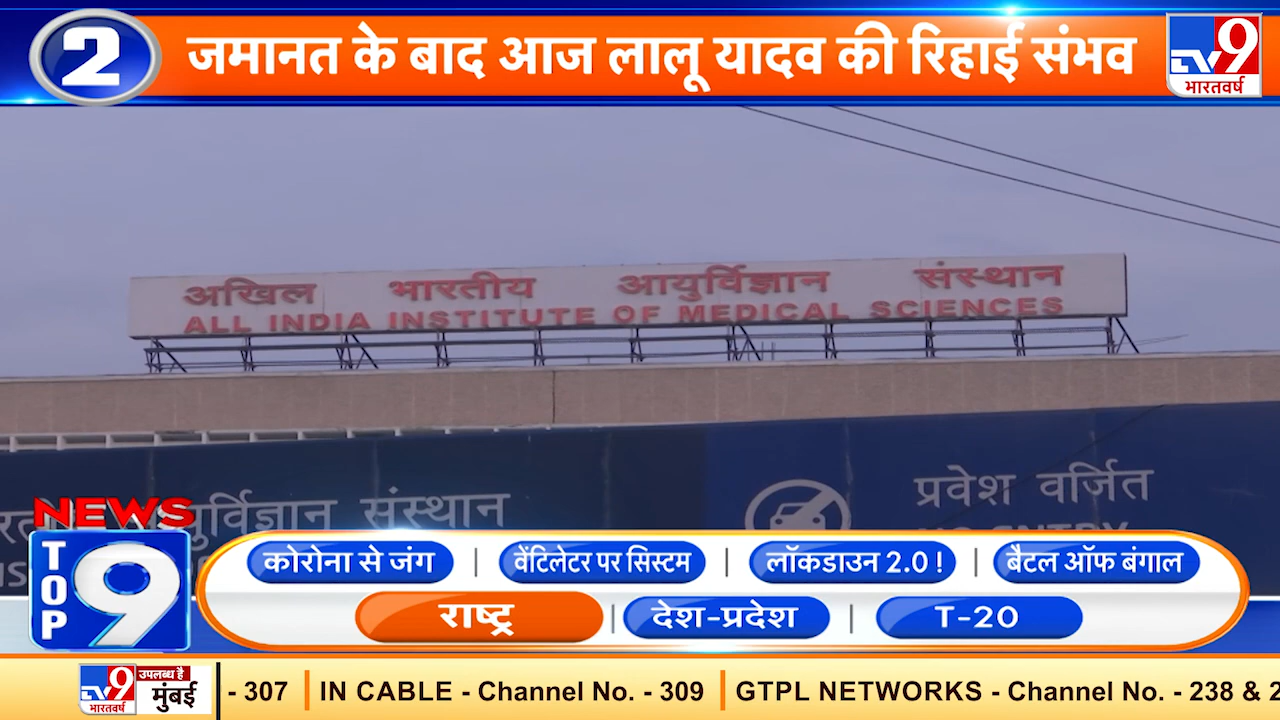 2
जमानत के बाद आज लालू यादव की रिहाई संभव
TV9
भारतवर्ष
अखिल भारतीय आयुर्विज्ञान संस्थान
ALL INDIA INSTITUTE OF MEDICAL SCIENCES
संस्थान
प्रवेश वर्जित
NO ENTRY
NEWS
TOP 9
कोरोना से जंग | वेंटिलेटर पर सिस्टम | लॉकडाउन 2.0 ! | बैटल ऑफ बंगाल
राष्ट्र | देश-प्रदेश | T-20
TV9 भारतवर्ष उपलब्ध है मुंबई - 307 | IN CABLE - Channel No. - 309 | GTPL NETWORKS - Channel No. - 238 & 2